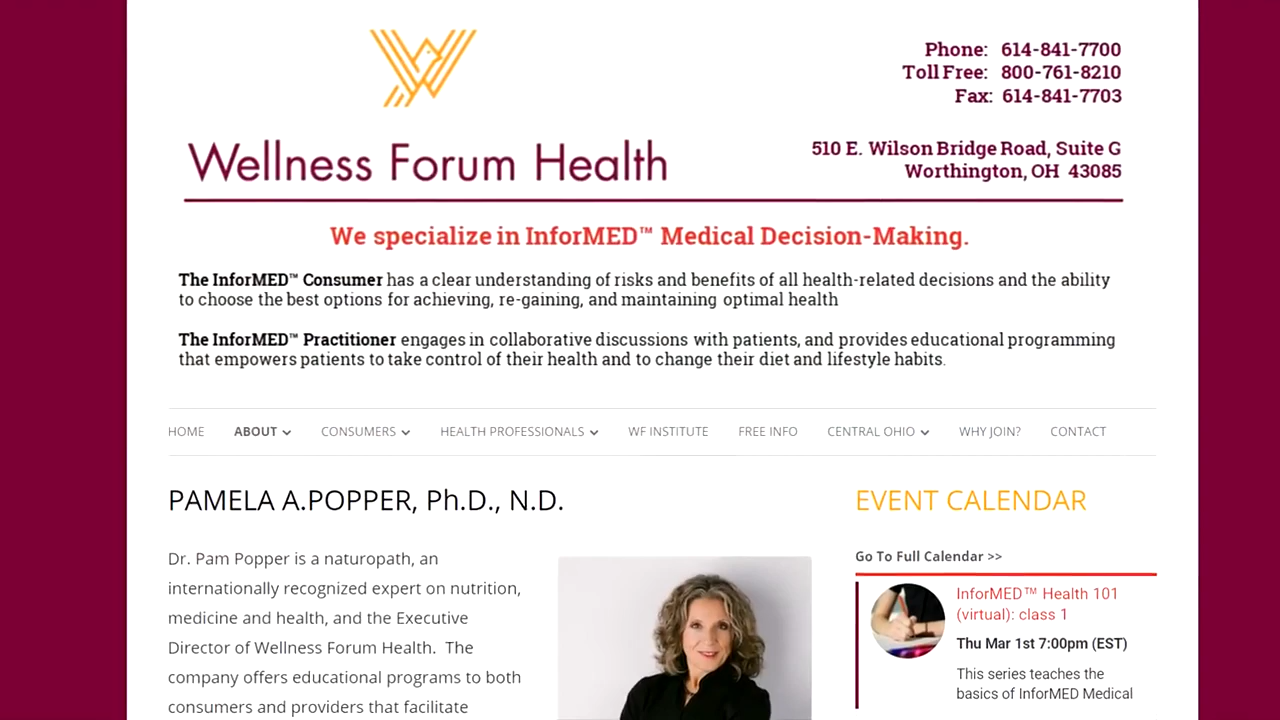 Phone: 614-841-7700
Toll Free: 800-761-8210
Fax: 614-841-7703
Wellness Forum Health
510 E. Wilson Bridge Road, Suite G
Worthington, OH 43085
We specialize in InforMED™ Medical Decision-Making.
The InforMED™ Consumer has a clear understanding of risks and benefits of all health-related decisions and the ability
to choose the best options for achieving, re-gaining, and maintaining optimal health
The InforMED™ Practitioner engages in collaborative discussions with patients, and provides educational programming
that empowers patients to take control of their health and to change their diet and lifestyle habits.
HOME ABOUT CONSUMERS HEALTH PROFESSIONALS WF INSTITUTE FREE INFO CENTRAL OHIO WHY JOIN? CONTACT
PAMELA A.POPPER, Ph.D., N.D.
Dr. Pam Popper is a naturopath, an
internationally recognized expert on nutrition,
medicine and health, and the Executive
Director of Wellness Forum Health. The
company offers educational programs to both
consumers and providers that facilitate
EVENT CALENDAR
Go To Full Calendar >>
InforMED™ Health 101
(virtual): class 1
Thu Mar 1st 7:00pm (EST)
This series teaches the
basics of InforMED Medical